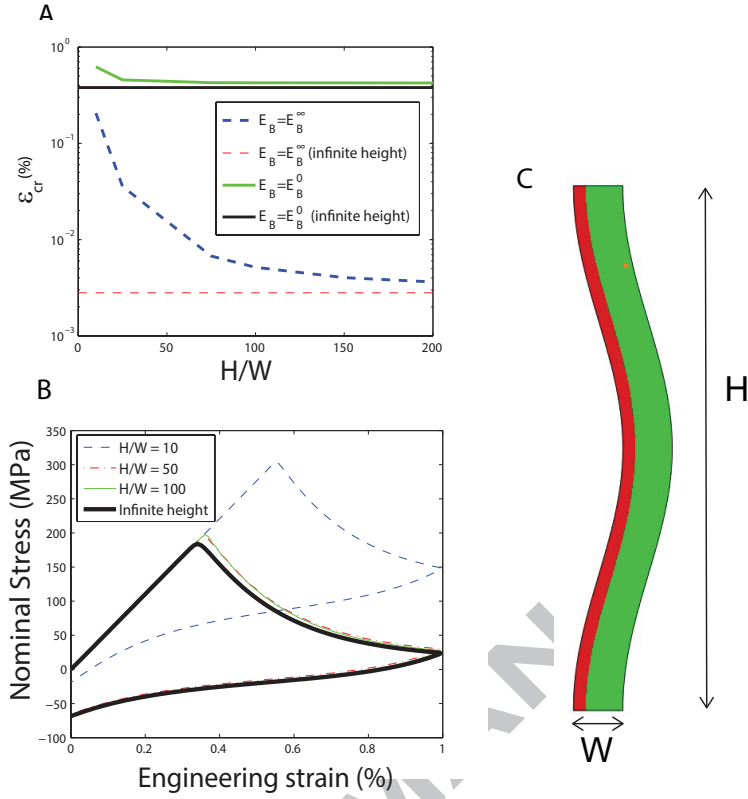 A
ε_cr (%)
10^0
10^-1
10^-2
10^-3
E_B=E_B^∞
E_B=E_B^∞ (infinite height)
E_B=E_B^0
E_B=E_B^0 (infinite height)
0 50 100 150 200
H/W
B
Nominal Stress (MPa)
350
300
250
200
150
100
50
0
−50
−100
H/W = 10
H/W = 50
H/W = 100
Infinite height
0 0.2 0.4 0.6 0.8 1
Engineering strain (%)
C
H
W